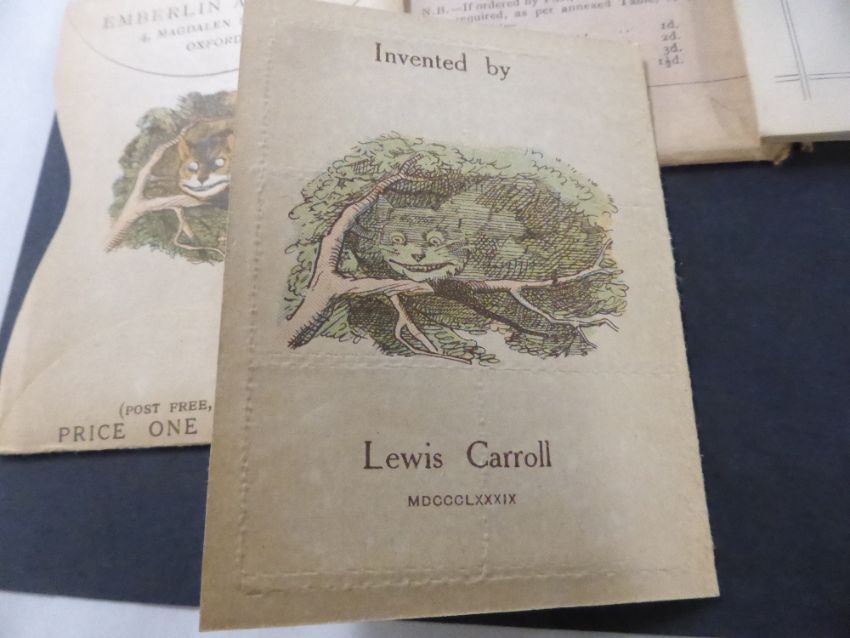 EMBERLIN A
4, MAGDALEN
OXFORD
(POST FREE,
PRICE ONE
Invented by
Lewis Carroll
MDCCCLXXXIX
N.B.—If ordered by
required, as per annexed Table,
1d.
2d.
3d.
1½d.